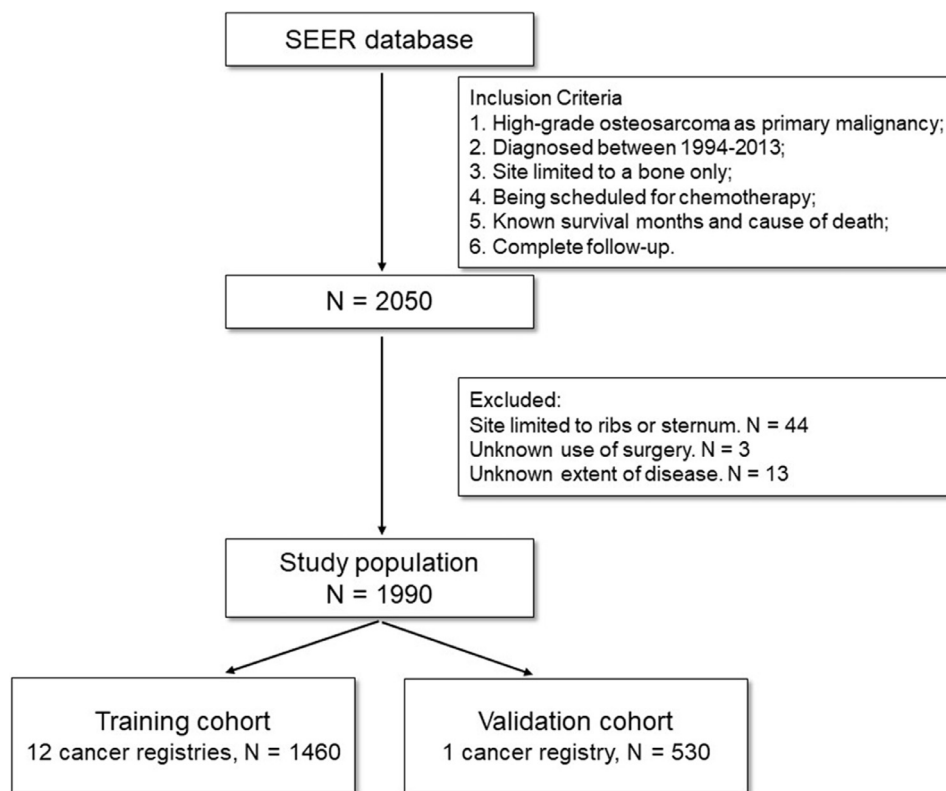 SEER database
Inclusion Criteria
1. High-grade osteosarcoma as primary malignancy;
2. Diagnosed between 1994-2013;
3. Site limited to a bone only;
4. Being scheduled for chemotherapy;
5. Known survival months and cause of death;
6. Complete follow-up.
N = 2050
Excluded:
Site limited to ribs or sternum. N = 44
Unknown use of surgery. N = 3
Unknown extent of disease. N = 13
Study population
N = 1990
Training cohort
12 cancer registries, N = 1460
Validation cohort
1 cancer registry, N = 530